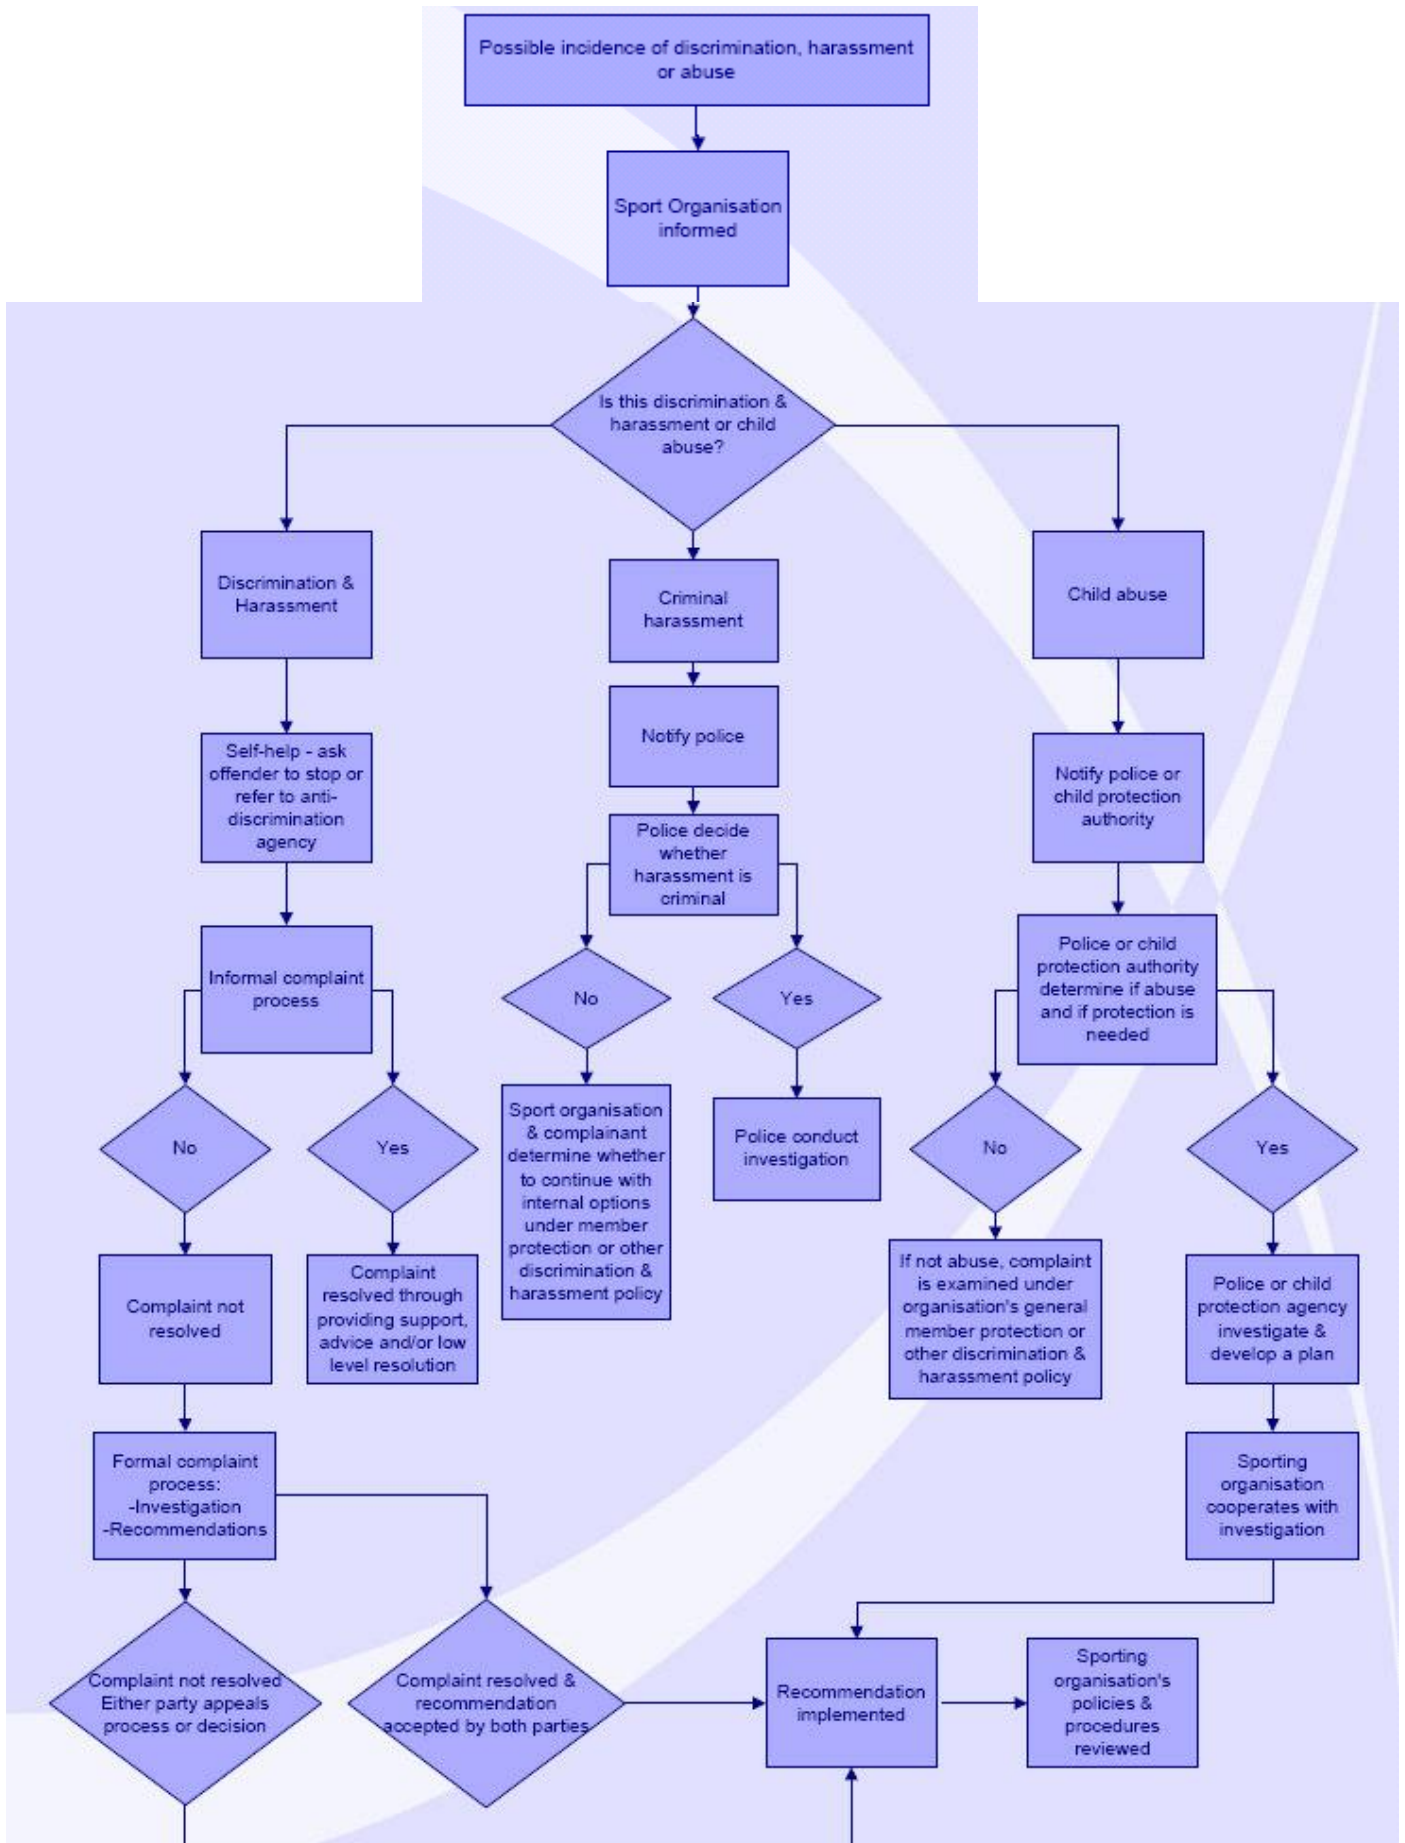 Possible incidence of discrimination, harassment
or abuse
Sport Organisation
informed
Is this discrimination &
harassment or child
abuse?
Discrimination &
Harassment
Criminal
harassment
Child abuse
Self-help - ask
offender to stop or
refer to anti-
discrimination
agency
Notify police
Notify police or
child protection
authority
Police decide
whether
harassment is
criminal
Informal complaint
process
Police or child
protection authority
determine if abuse
and if protection is
needed
No
Yes
No
Yes
No
Yes
Sport organisation
& complainant
determine whether
to continue with
internal options
under member
protection or other
discrimination &
harassment policy
Police conduct
investigation
Complaint not
resolved
Complaint
resolved through
providing support,
advice and/or low
level resolution
If not abuse, complaint
is examined under
organisation's general
member protection or
other discrimination &
harassment policy
Police or child
protection agency
investigate &
develop a plan
Formal complaint
process:
-Investigation
-Recommendations
Sporting
organisation
cooperates with
investigation
Complaint not resolved
Either party appeals
process or decision
Complaint resolved &
recommendation
accepted by both parties
Recommendation
implemented
Sporting
organisation's
policies &
procedures
reviewed